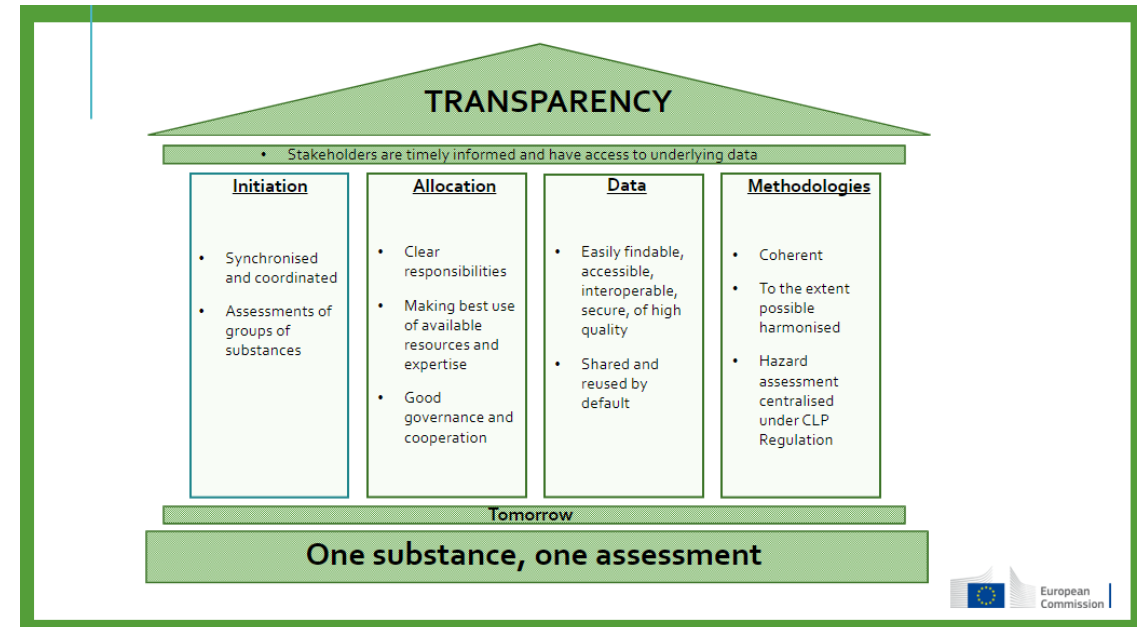 TRANSPARENCY
• Stakeholders are timely informed and have access to underlying data
Initiation
• Synchronised
and coordinated
• Assessments of
groups of
substances
Allocation
• Clear
responsibilities
• Making best use
of available
resources and
expertise
• Good
governance and
cooperation
Data
• Easily findable,
accessible,
interoperable,
secure, of high
quality
• Shared and
reused by
default
Methodologies
• Coherent
• To the extent
possible
harmonised
• Hazard
assessment
centralised
under CLP
Regulation
Tomorrow
One substance, one assessment
European
Commission